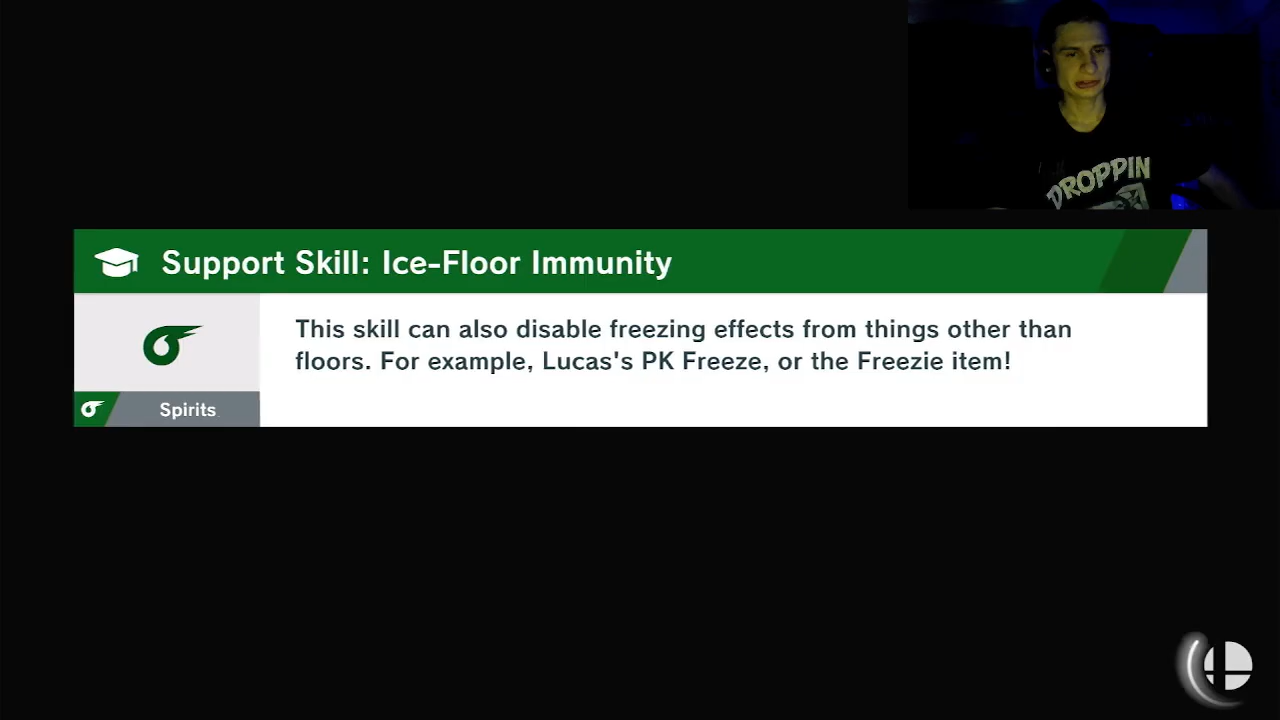 DROPPIN
Support Skill: Ice-Floor Immunity
This skill can also disable freezing effects from things other than
floors. For example, Lucas's PK Freeze, or the Freezie item!
Spirits